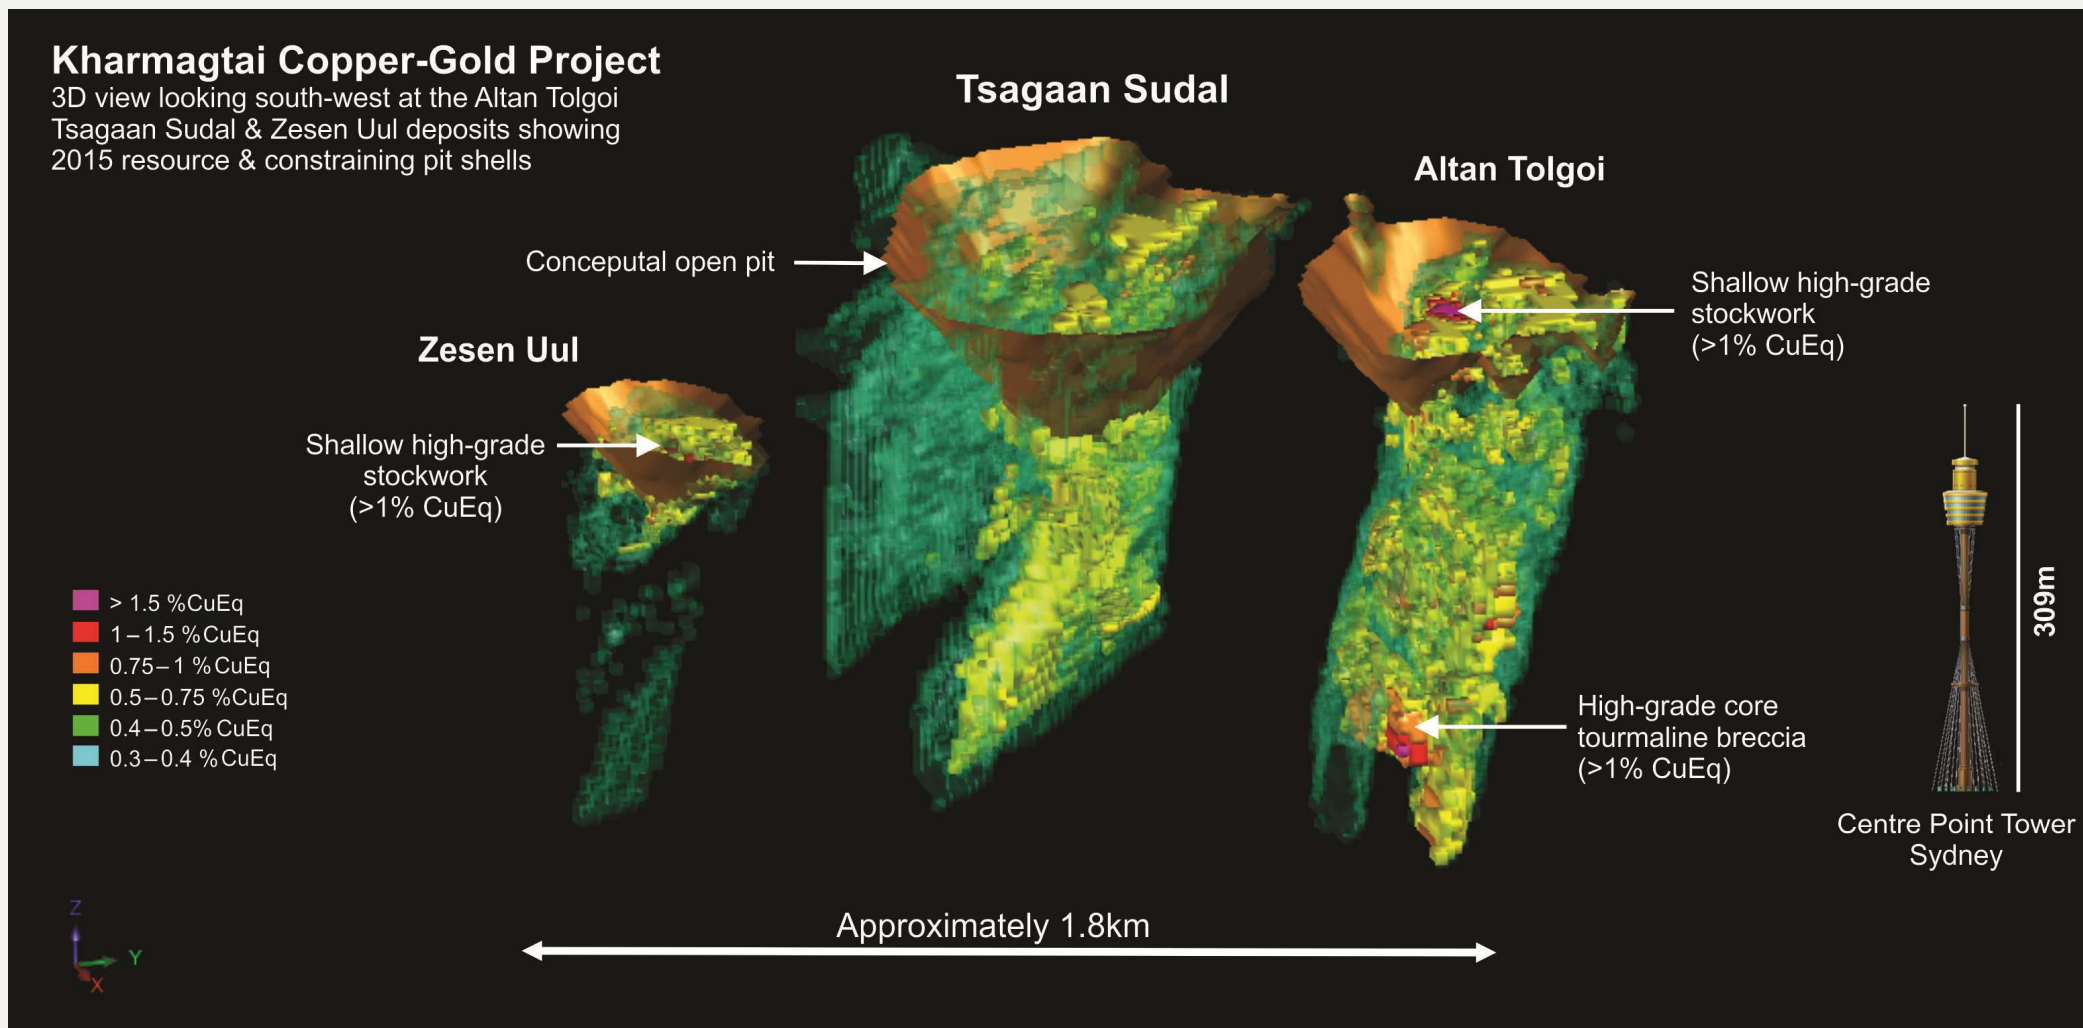 Kharmagtai Copper-Gold Project
3D view looking south-west at the Altan Tolgoi
Tsagaan Sudal & Zesen Uul deposits showing
2015 resource & constraining pit shells
Tsagaan Sudal
Altan Tolgoi
Conceputal open pit
Shallow high-grade
stockwork
(>1% CuEq)
Zesen Uul
Shallow high-grade
stockwork
(>1% CuEq)
> 1.5 %CuEq
1–1.5 %CuEq
0.75–1 %CuEq
0.5–0.75 %CuEq
0.4–0.5% CuEq
0.3–0.4 %CuEq
309m
High-grade core
tourmaline breccia
(>1% CuEq)
Centre Point Tower
Sydney
Approximately 1.8km
Z
Y
X